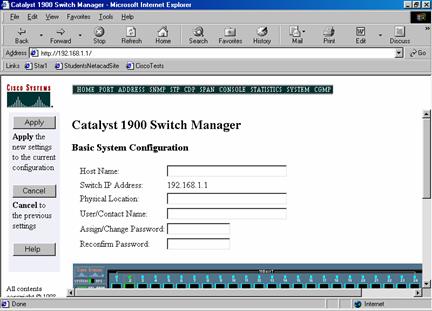 Catalyst 1900 Switch Manager - Microsoft Internet Explorer
File Edit View Favorites Tools Help
Back Forward Stop Refresh Home Search Favorites History Mail Print Edit Discuss
Address http://192.168.1.1/ Go
Links Star1 StudentsNetacadSite CiscoTests
CISCO SYSTEMS
HOME PORT ADDRESS SNMP STP CDP SPAN CONSOLE STATISTICS SYSTEM CGMP
Apply
Apply the
new settings
to the current
configuration
Cancel
Cancel to
the previous
settings
Help
All contents
Catalyst 1900 Switch Manager
Basic System Configuration
Host Name:
Switch IP Address: 192.168.1.1
Physical Location:
User/Contact Name:
Assign/Change Password:
Reconfirm Password:
Done
Internet